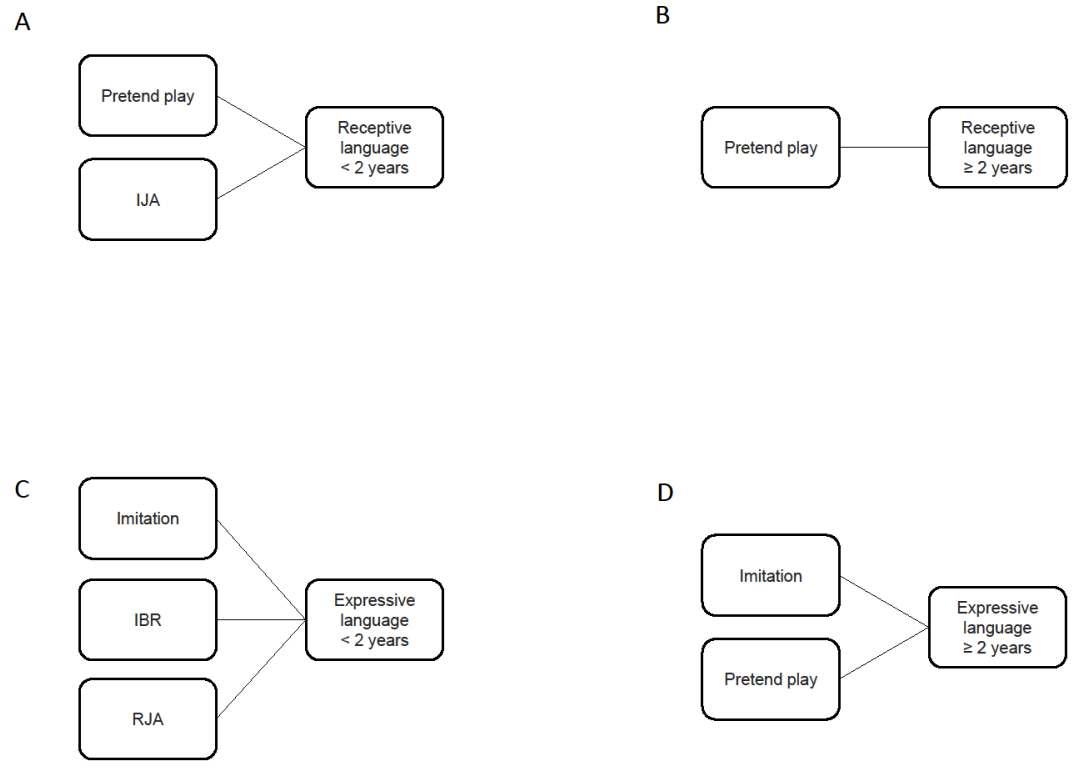 A
Pretend play
IJA
Receptive
language
< 2 years
B
Pretend play
Receptive
language
≥ 2 years
C
Imitation
IBR
RJA
Expressive
language
< 2 years
D
Imitation
Pretend play
Expressive
language
≥ 2 years